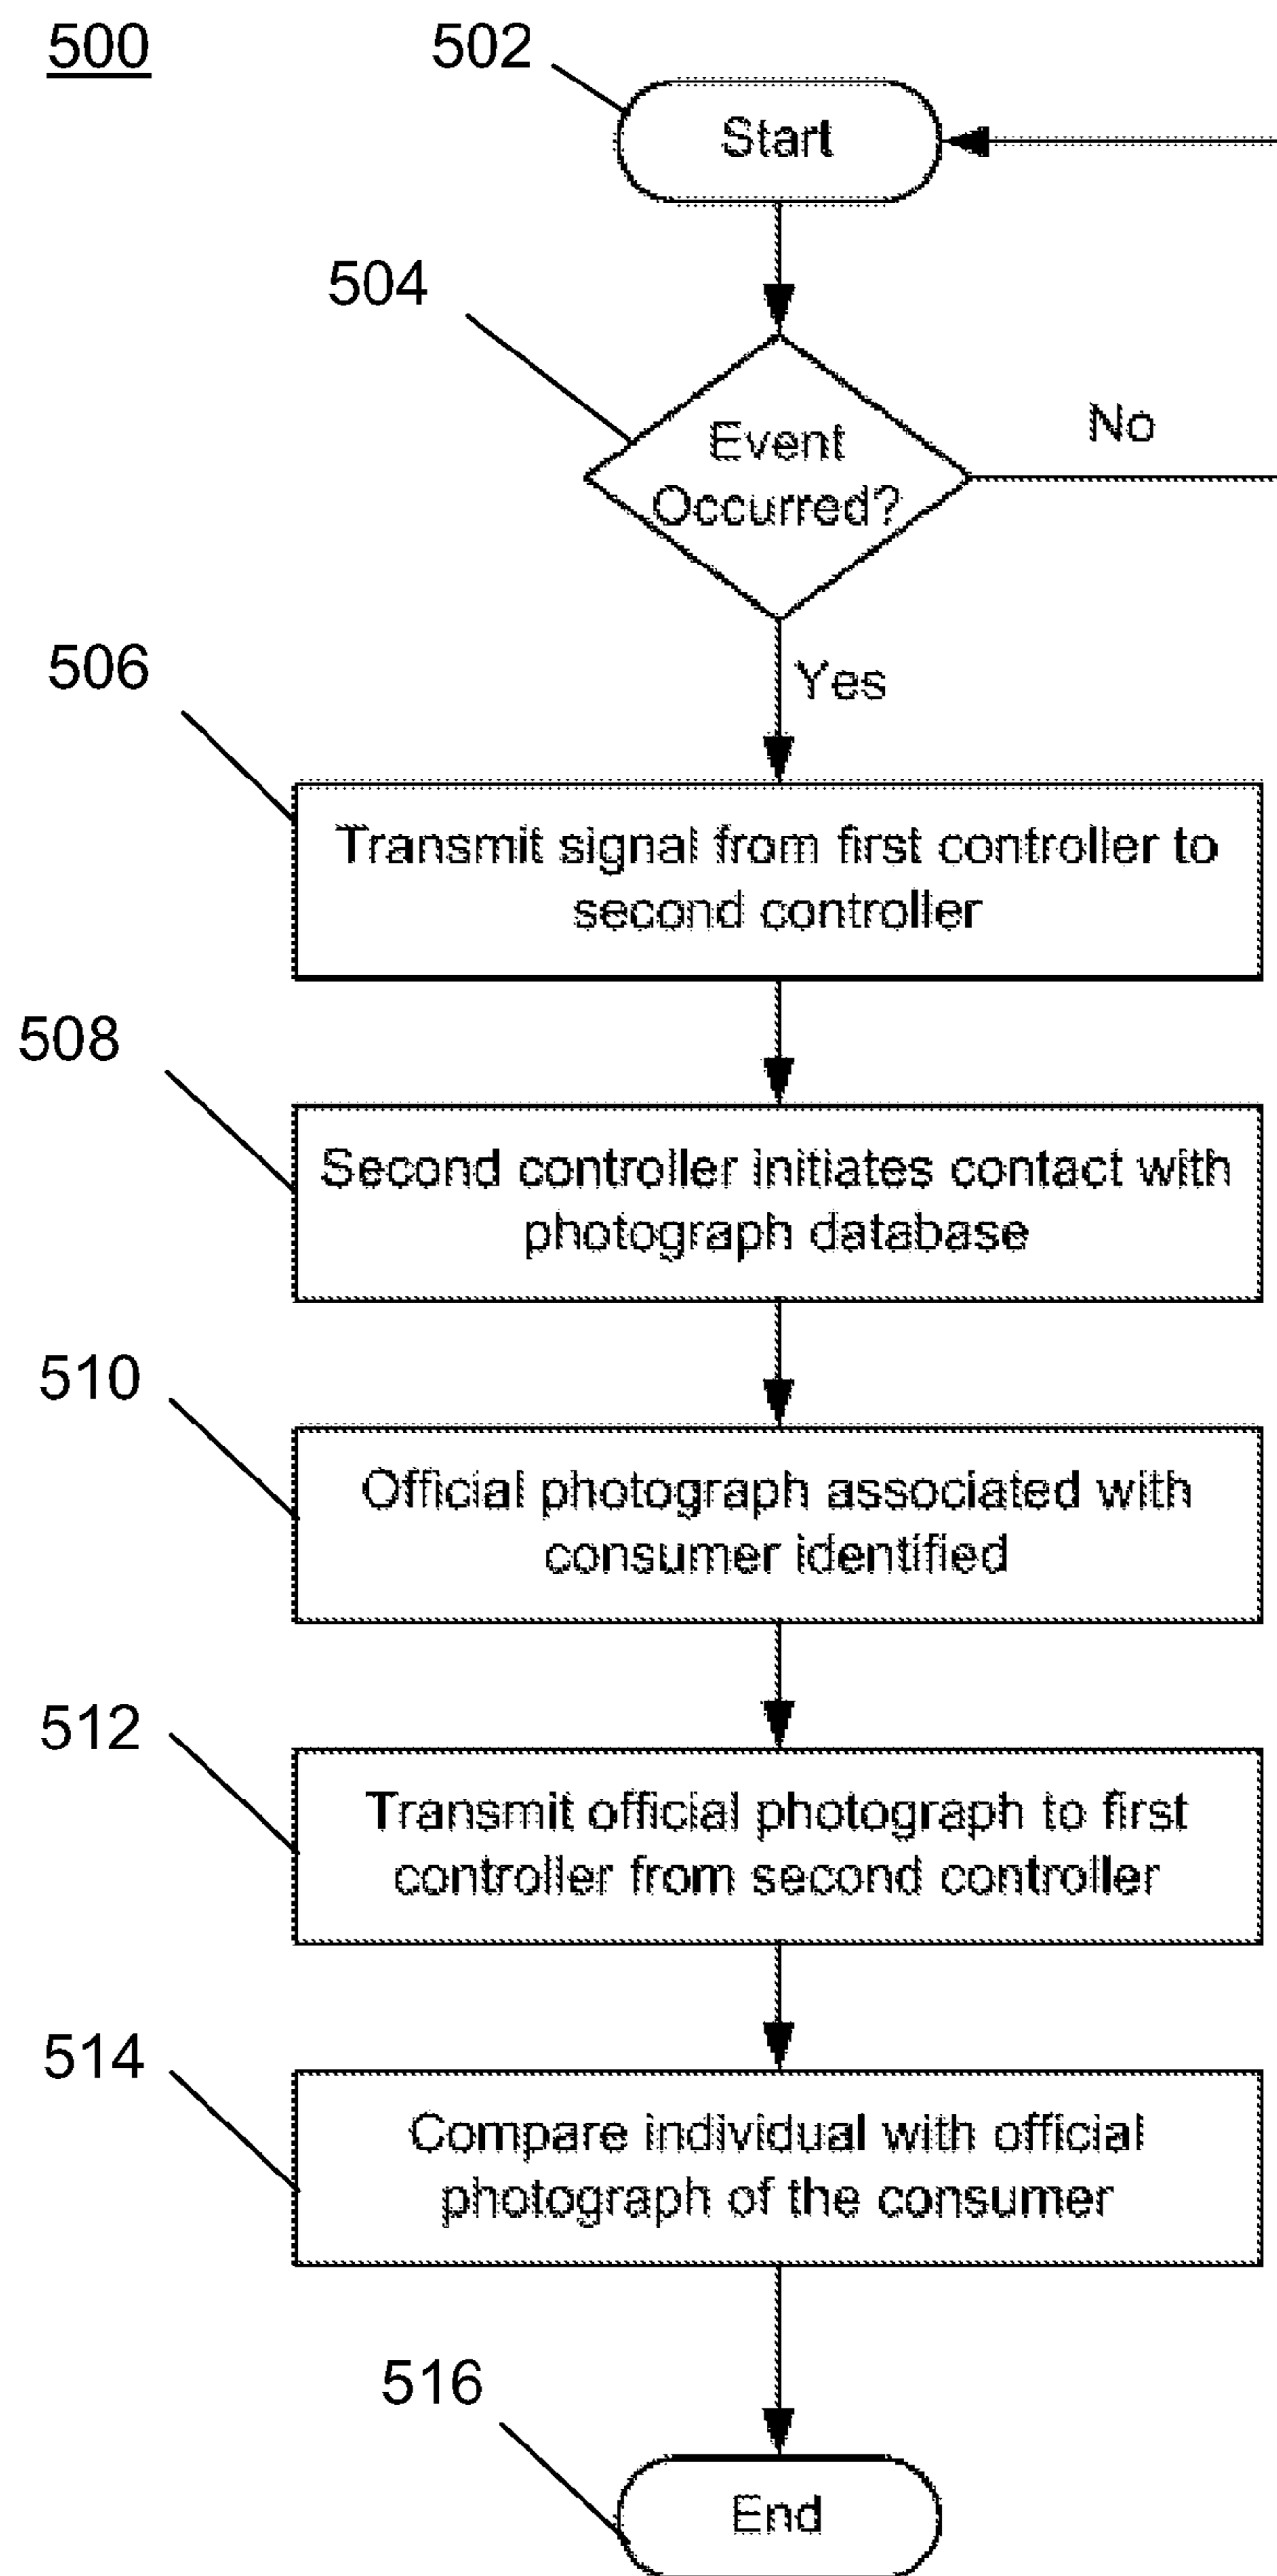 500
502
Start
504
Event
Occurred?
No
Yes
506
Transmit signal from first controller to
second controller
508
Second controller initiates contact with
photograph database
510
Official photograph associated with
consumer identified
512
Transmit official photograph to first
controller from second controller
514
Compare individual with official
photograph of the consumer
516
End